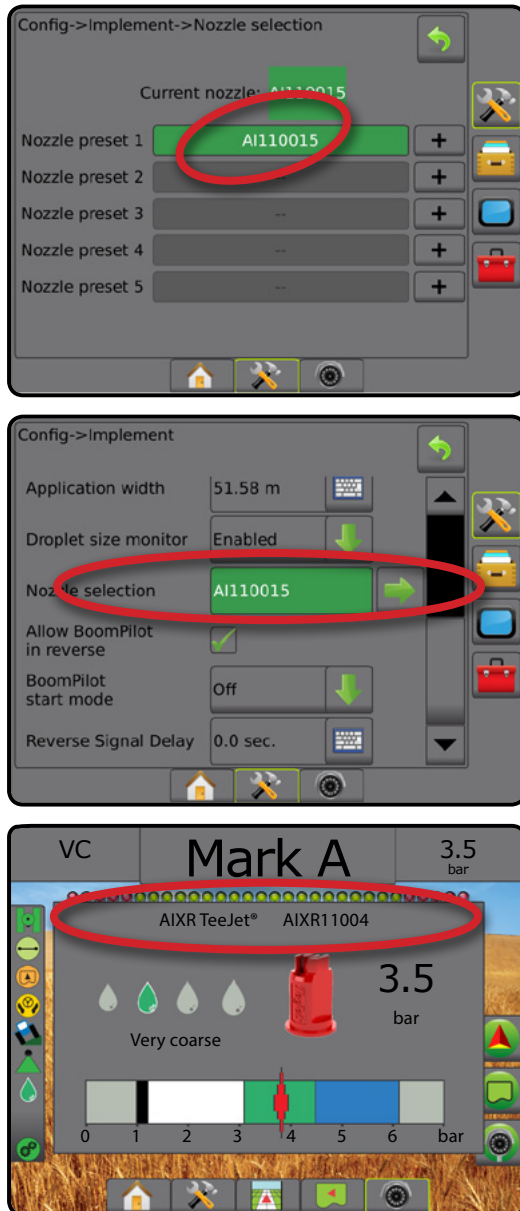 Config->Implement->Nozzle selection
Current nozzle: AI110015
Nozzle preset 1 AI110015 +
Nozzle preset 2 -- +
Nozzle preset 3 -- +
Nozzle preset 4 -- +
Nozzle preset 5 -- +
Config->Implement
Application width 51.58 m
Droplet size monitor Enabled
Nozzle selection AI110015
Allow BoomPilot
in reverse
BoomPilot
start mode Off
Reverse Signal Delay 0.0 sec.
VC Mark A 3.5
bar
AIXR TeeJet® AIXR11004
3.5
bar
Very coarse
0 1 2 3 4 5 6 bar